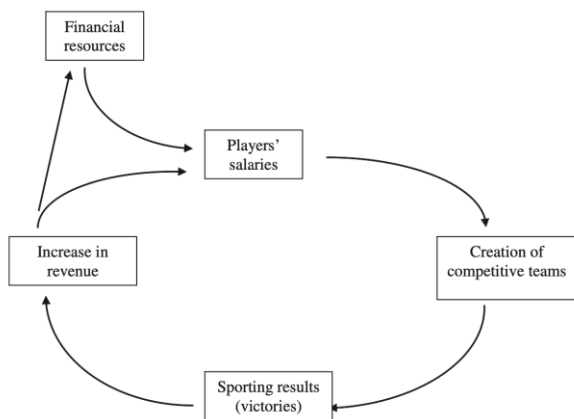 Financial
resources
Players'
salaries
Increase in
revenue
Creation of
competitive teams
Sporting results
(victories)